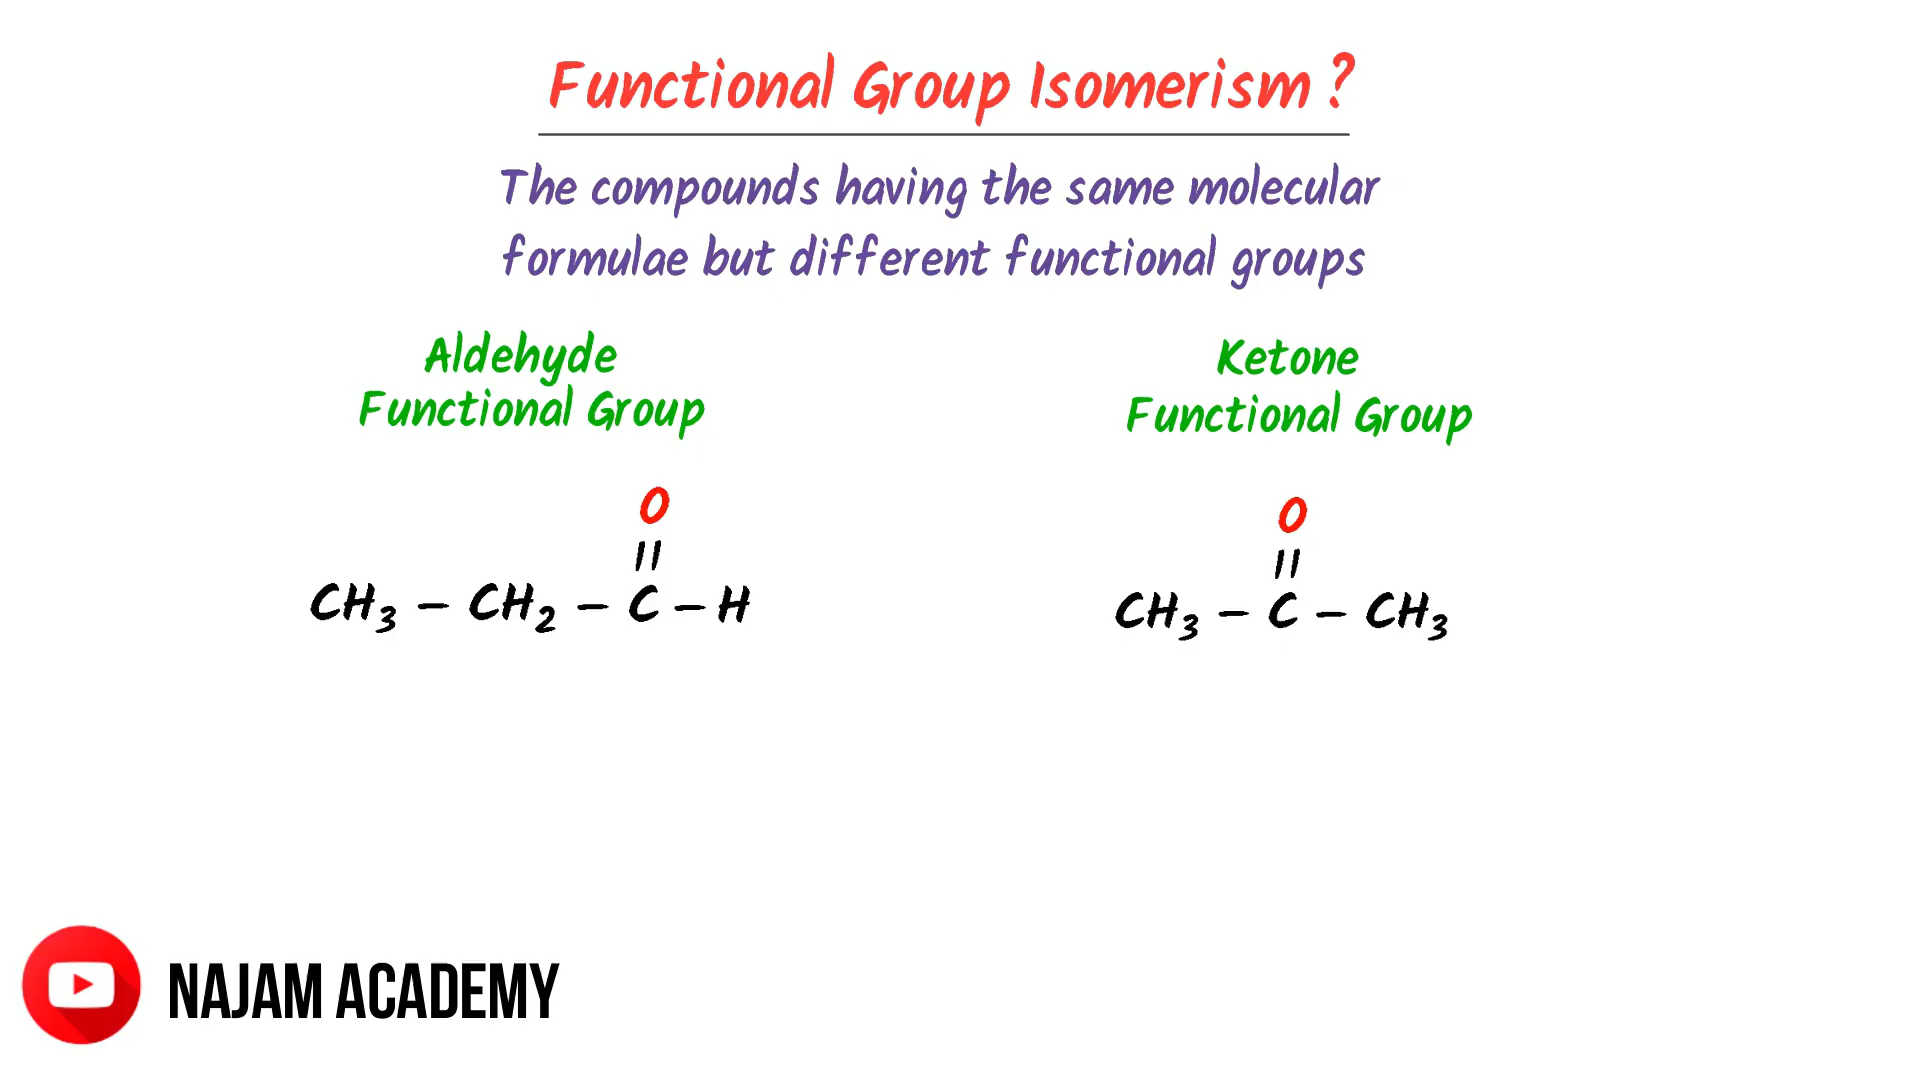 Functional Group Isomerism ?
The compounds having the same molecular
formulae but different functional groups
Aldehyde
Functional Group
Ketone
Functional Group
O
||
CH₃ – CH₂ – C – H
O
||
CH₃ – C – CH₃
NAJAM ACADEMY